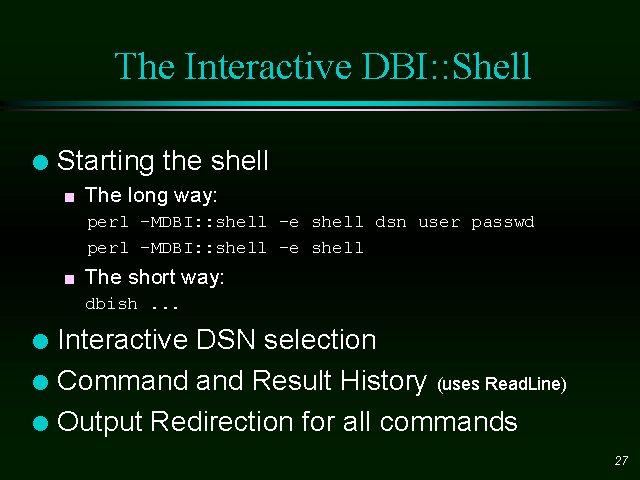 The Interactive DBI::Shell
Starting the shell
The long way:
perl -MDBI::shell -e shell dsn user passwd
perl -MDBI::shell -e shell
The short way:
dbish ...
Interactive DSN selection
Command and Result History (uses ReadLine)
Output Redirection for all commands
27